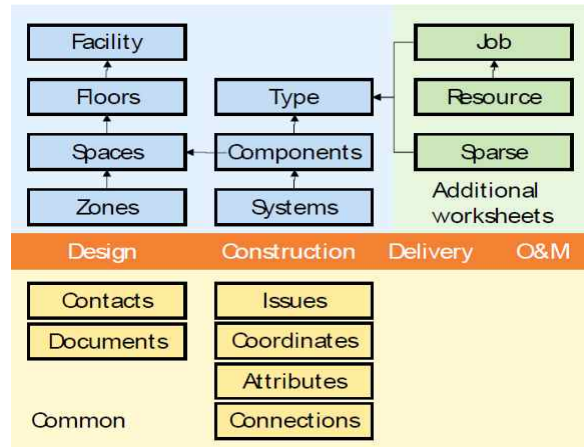 Facility
Job
Floors
Type
Resource
Spaces
Components
Sparse
Zones
Systems
Additional
worksheets
Design
Construction
Delivery
O&M
Contacts
Issues
Documents
Coordinates
Attributes
Common
Connections